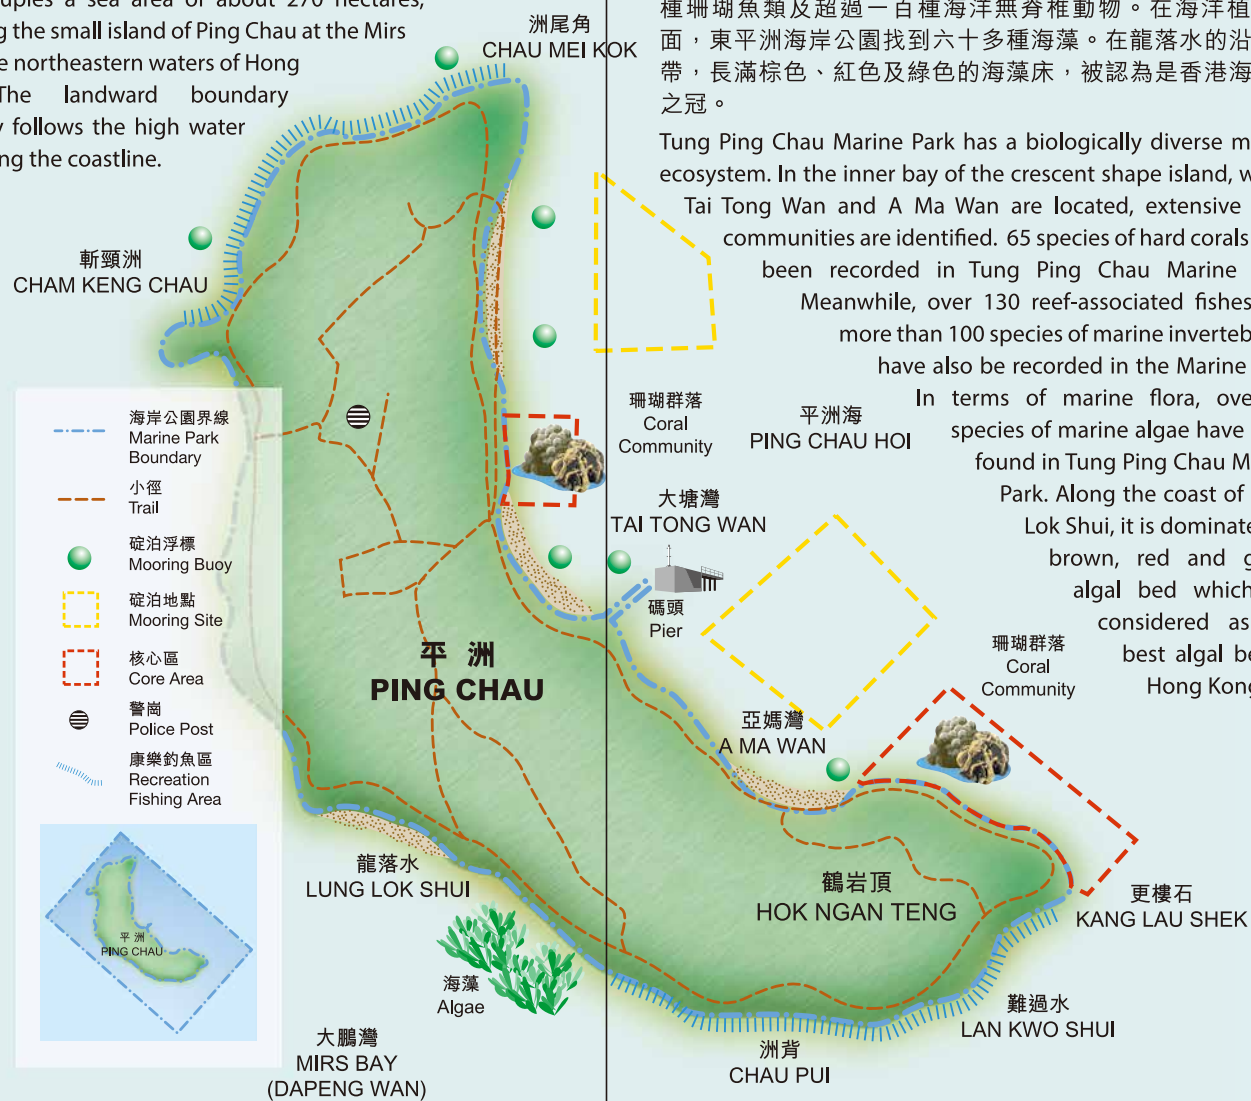 upies a sea area of about 270 hectares,
g the small island of Ping Chau at the Mirs
e northeastern waters of Hong
The landward boundary
y follows the high water
ng the coastline.
種珊瑚魚類及超過一百種海洋無脊椎動物。在海洋植
面，東平洲海岸公園找到六十多種海藻。在龍落水的沿
帶，長滿棕色、紅色及綠色的海藻床，被認為是香港海
之冠。
Tung Ping Chau Marine Park has a biologically diverse m
ecosystem. In the inner bay of the crescent shape island, w
Tai Tong Wan and A Ma Wan are located, extensive
communities are identified. 65 species of hard corals
been recorded in Tung Ping Chau Marine
Meanwhile, over 130 reef-associated fishes
more than 100 species of marine inverteb
have also be recorded in the Marine
In terms of marine flora, ove
species of marine algae have
found in Tung Ping Chau M
Park. Along the coast of
Lok Shui, it is dominate
brown, red and g
algal bed which
considered as
best algal be
Hong Kong
洲尾角
CHAU MEI KOK
斬頸洲
CHAM KENG CHAU
珊瑚群落
Coral
Community
平洲海
PING CHAU HOI
大塘灣
TAI TONG WAN
碼頭
Pier
平 洲
PING CHAU
珊瑚群落
Coral
Community
亞媽灣
A MA WAN
龍落水
LUNG LOK SHUI
鶴岩頂
HOK NGAN TENG
更樓石
KANG LAU SHEK
海藻
Algae
難過水
LAN KWO SHUI
大鵬灣
MIRS BAY
(DAPENG WAN)
洲背
CHAU PUI
海岸公園界線
Marine Park
Boundary
小徑
Trail
碇泊浮標
Mooring Buoy
碇泊地點
Mooring Site
核心區
Core Area
警崗
Police Post
康樂釣魚區
Recreation
Fishing Area
平 洲
PING CHAU